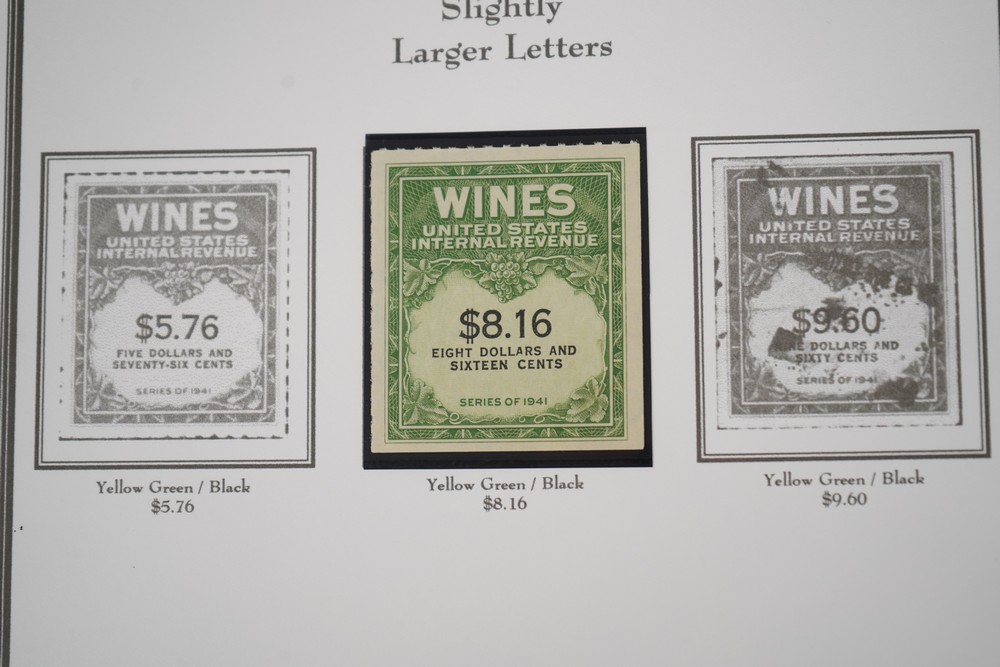 Slightly
Larger Letters
WINES
UNITED STATES
INTERNAL REVENUE
$5.76
FIVE DOLLARS AND
SEVENTY-SIX CENTS
SERIES OF 1941
Yellow Green / Black
$5.76
WINES
UNITED STATES
INTERNAL REVENUE
$8.16
EIGHT DOLLARS AND
SIXTEEN CENTS
SERIES OF 1941
Yellow Green / Black
$8.16
WINES
UNITED STATES
INTERNAL REVENUE
$9.60
NINE DOLLARS AND
SIXTY CENTS
SERIES OF 1941
Yellow Green / Black
$9.60